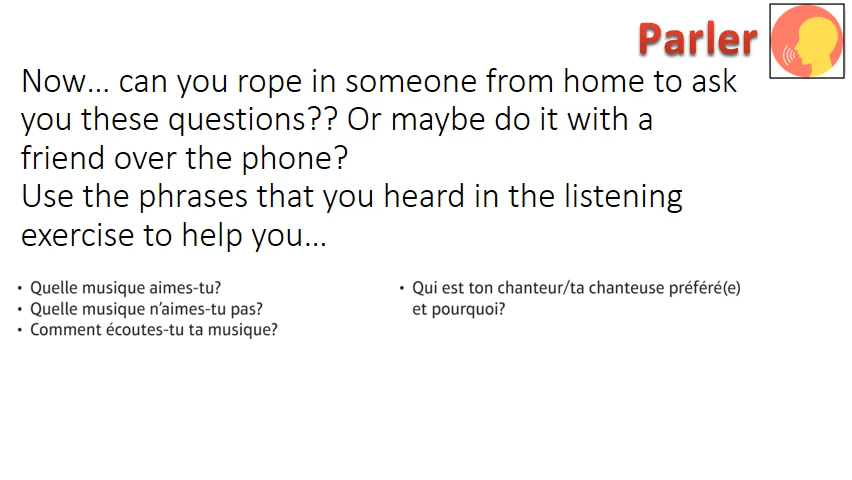 Parler
Now... can you rope in someone from home to ask
you these questions?? Or maybe do it with a
friend over the phone?
Use the phrases that you heard in the listening
exercise to help you...
• Quelle musique aimes-tu?
• Quelle musique n'aimes-tu pas?
• Comment écoutes-tu ta musique?
• Qui est ton chanteur/ta chanteuse préféré(e)
et pourquoi?